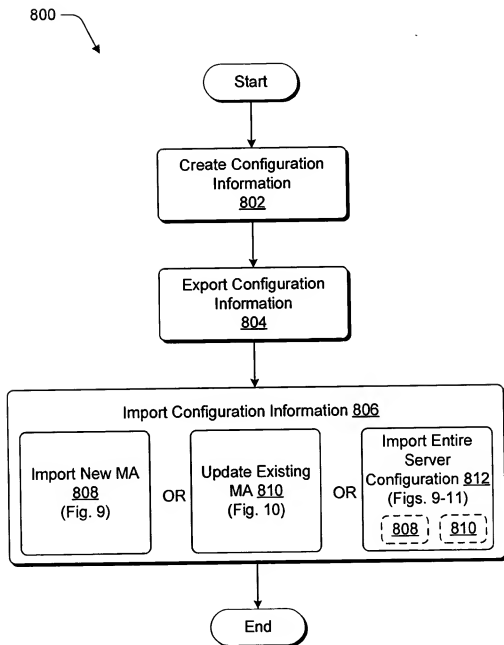 800
Start
Create Configuration
Information
802
Export Configuration
Information
804
Import Configuration Information 806
Import New MA
808
(Fig. 9)
OR
Update Existing
MA 810
(Fig. 10)
OR
Import Entire
Server
Configuration 812
(Figs. 9-11)
808
810
End